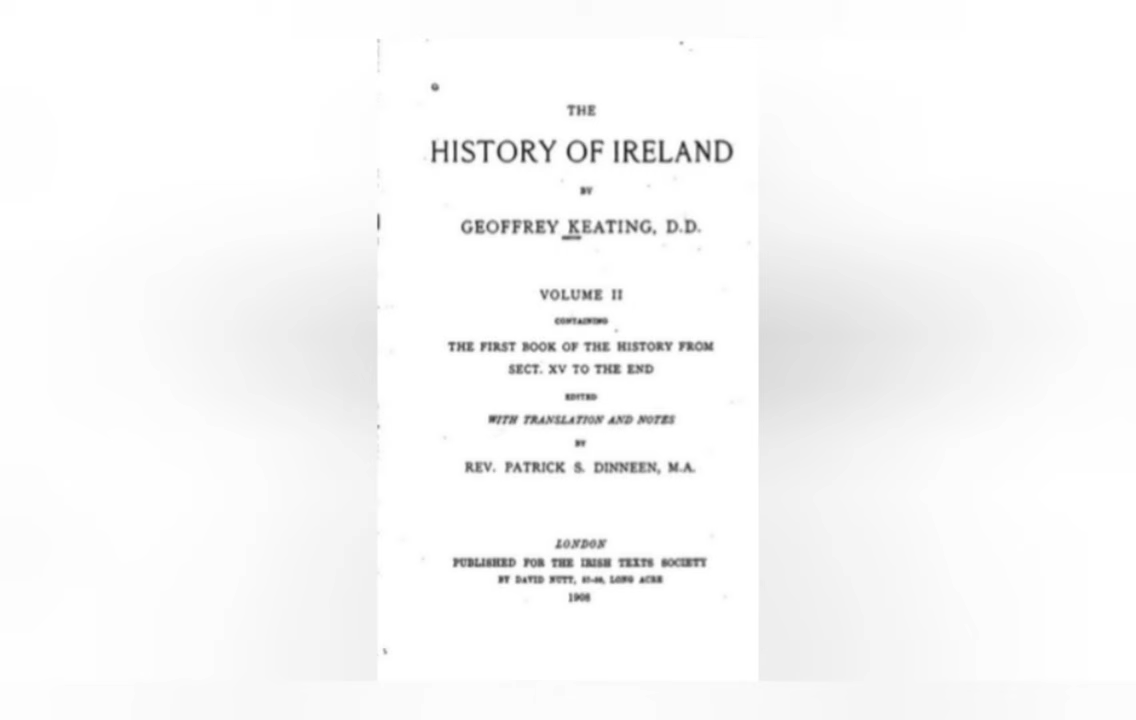 THE
HISTORY OF IRELAND
BY
GEOFFREY KEATING, D.D.
VOLUME II
CONTAINING
THE FIRST BOOK OF THE HISTORY FROM
SECT. XV TO THE END
EDITED
WITH TRANSLATION AND NOTES
BY
REV. PATRICK S. DINNEEN, M.A.
LONDON
PUBLISHED FOR THE IRISH TEXTS SOCIETY
BY DAVID NUTT, LONG ACRE
1908